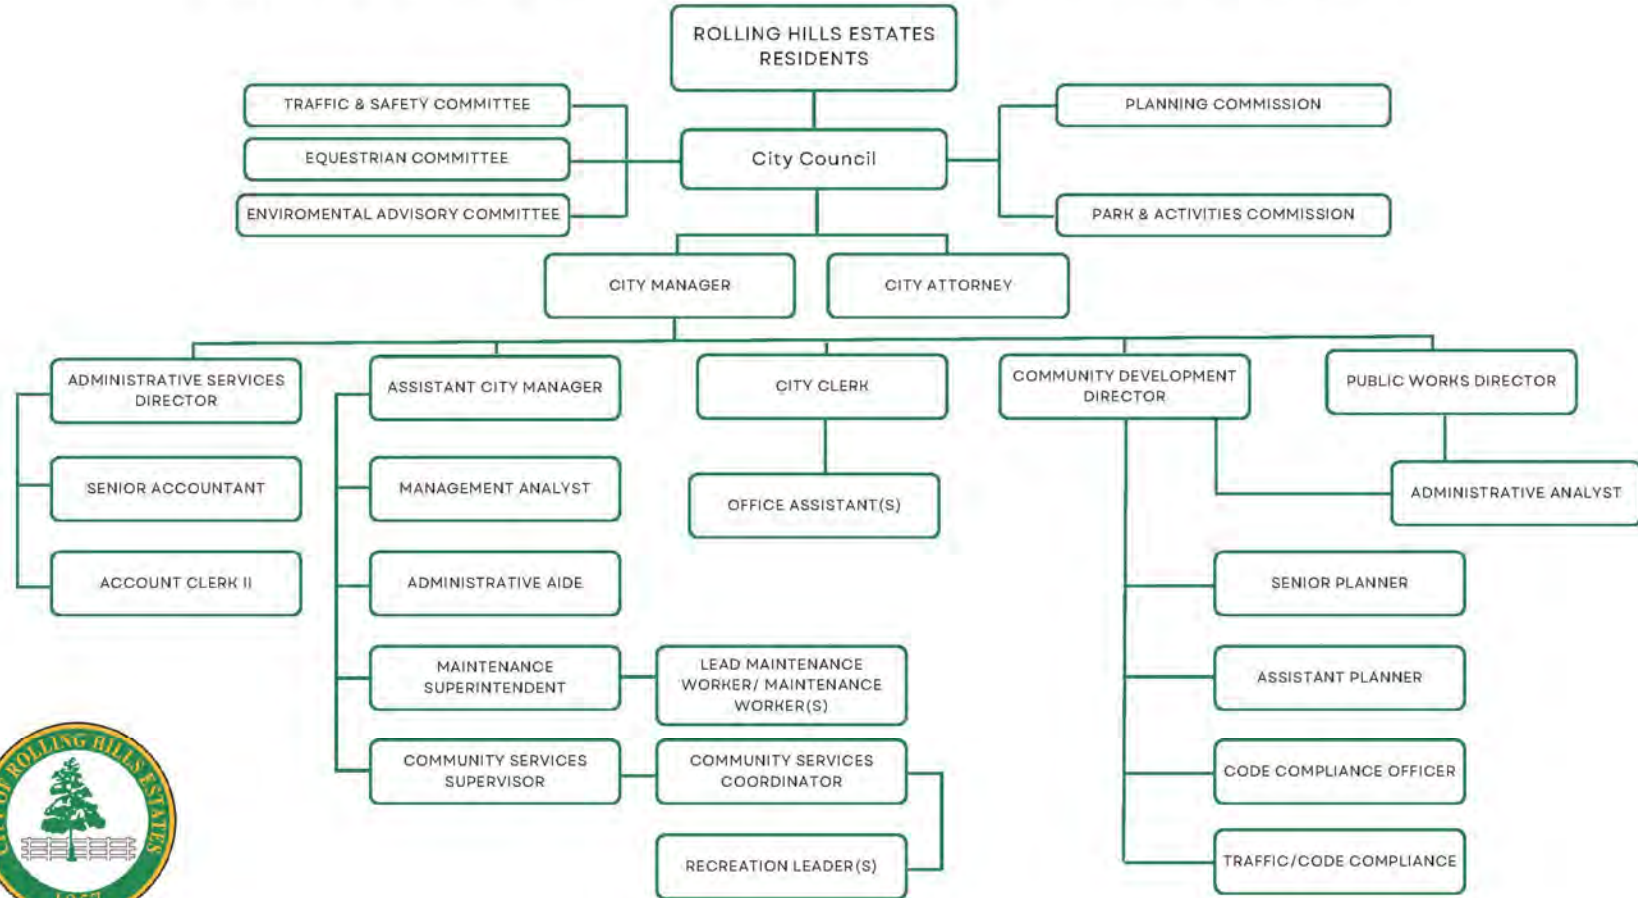 ROLLING HILLS ESTATES
RESIDENTS
TRAFFIC & SAFETY COMMITTEE
EQUESTRIAN COMMITTEE
ENVIROMENTAL ADVISORY COMMITTEE
City Council
PLANNING COMMISSION
PARK & ACTIVITIES COMMISSION
CITY MANAGER
CITY ATTORNEY
ADMINISTRATIVE SERVICES
DIRECTOR
SENIOR ACCOUNTANT
ACCOUNT CLERK II
ASSISTANT CITY MANAGER
MANAGEMENT ANALYST
ADMINISTRATIVE AIDE
MAINTENANCE
SUPERINTENDENT
LEAD MAINTENANCE
WORKER/ MAINTENANCE
WORKER(S)
COMMUNITY SERVICES
SUPERVISOR
COMMUNITY SERVICES
COORDINATOR
RECREATION LEADER(S)
CITY CLERK
OFFICE ASSISTANT(S)
COMMUNITY DEVELOPMENT
DIRECTOR
PUBLIC WORKS DIRECTOR
ADMINISTRATIVE ANALYST
SENIOR PLANNER
ASSISTANT PLANNER
CODE COMPLIANCE OFFICER
TRAFFIC/CODE COMPLIANCE
CITY OF ROLLING HILLS ESTATES